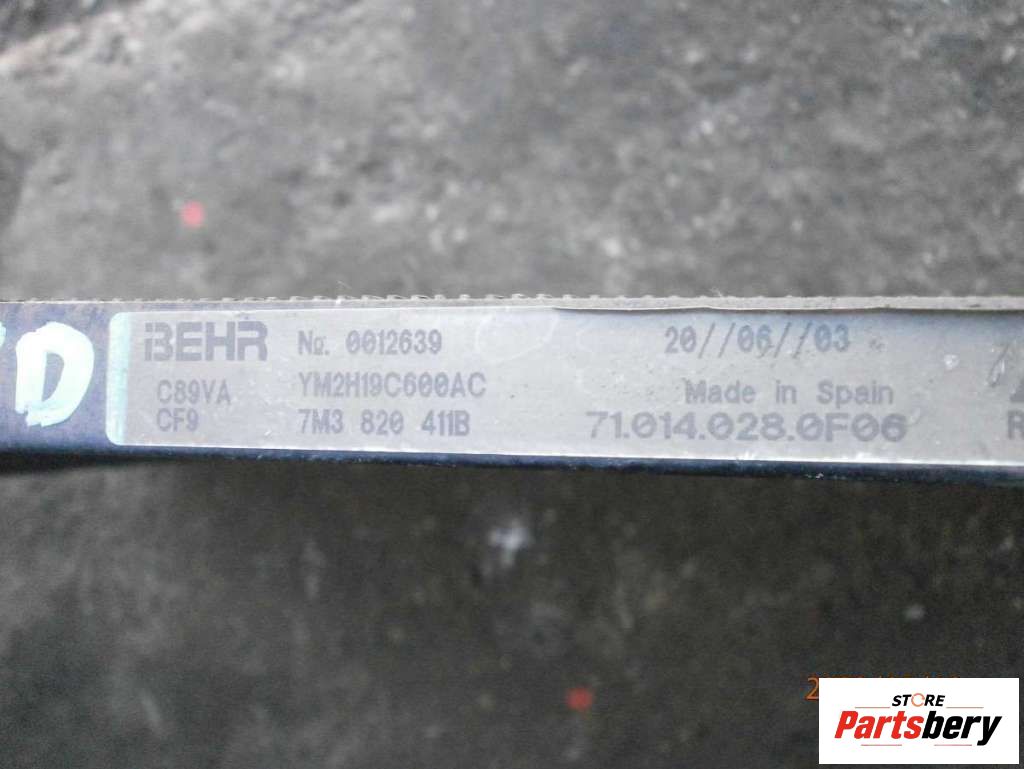 D
BEHR No. 0012639 20//06//03
C89VA YM2H19C600AC Made in Spain
CF9 7M3 820 411B 71.014.028.0F06 R
STORE
Partsbery